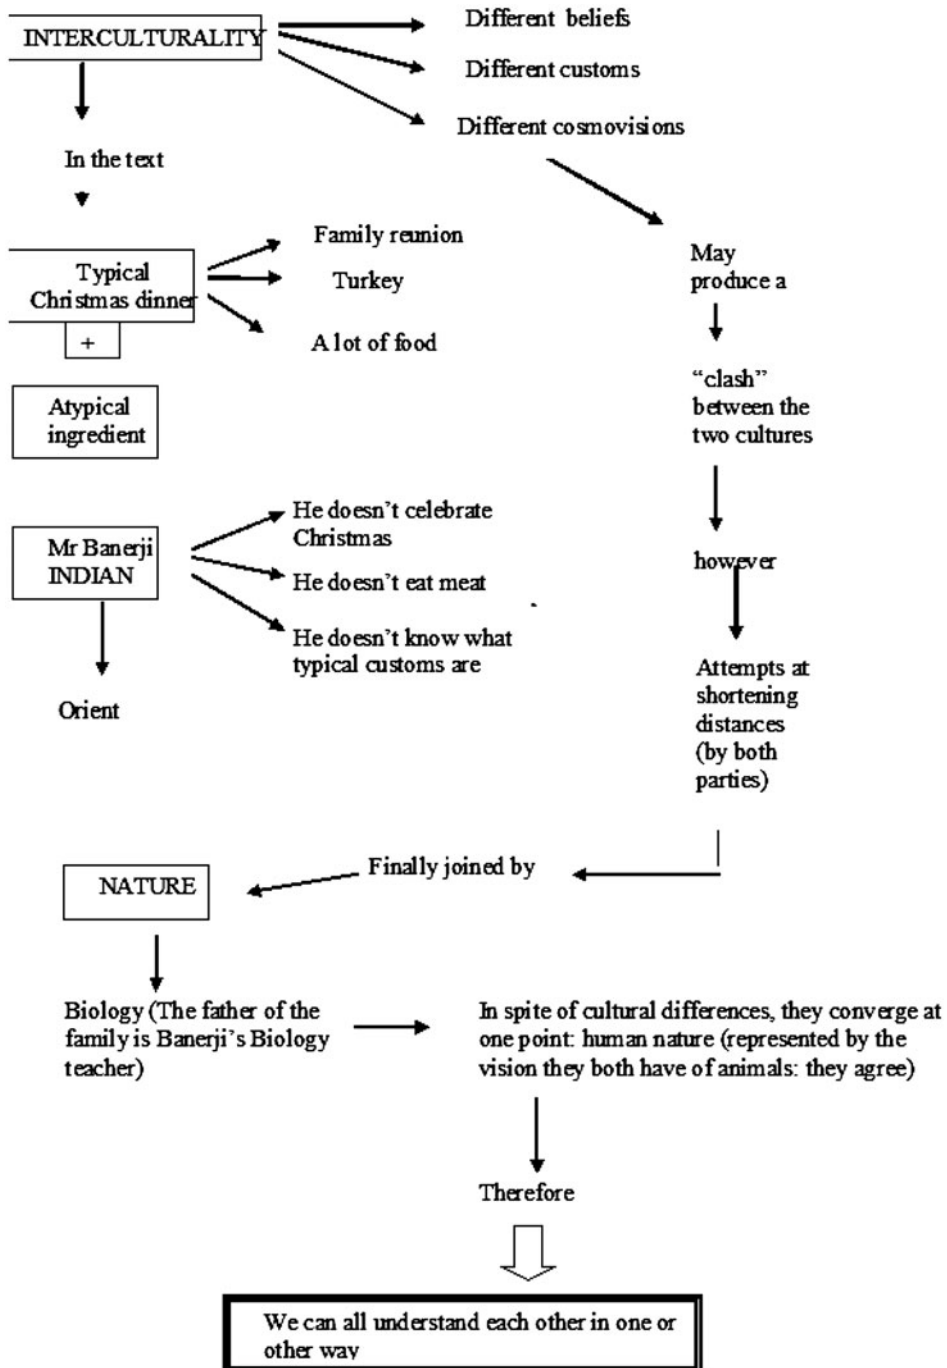 INTERCULTURALITY
Different beliefs
Different customs
Different cosmovisions
In the text
Typical
Christmas dinner
+
Family reunion
Turkey
A lot of food
May
produce a
“clash”
between the
two cultures
Atypical
ingredient
Mr Banerji
INDIAN
He doesn’t celebrate
Christmas
He doesn’t eat meat
He doesn’t know what
typical customs are
Orient
however
Attempts at
shortening
distances
(by both
parties)
Finally joined by
NATURE
Biology (The father of the
family is Banerji’s Biology
teacher)
In spite of cultural differences, they converge at
one point: human nature (represented by the
vision they both have of animals: they agree)
Therefore
We can all understand each other in one or
other way